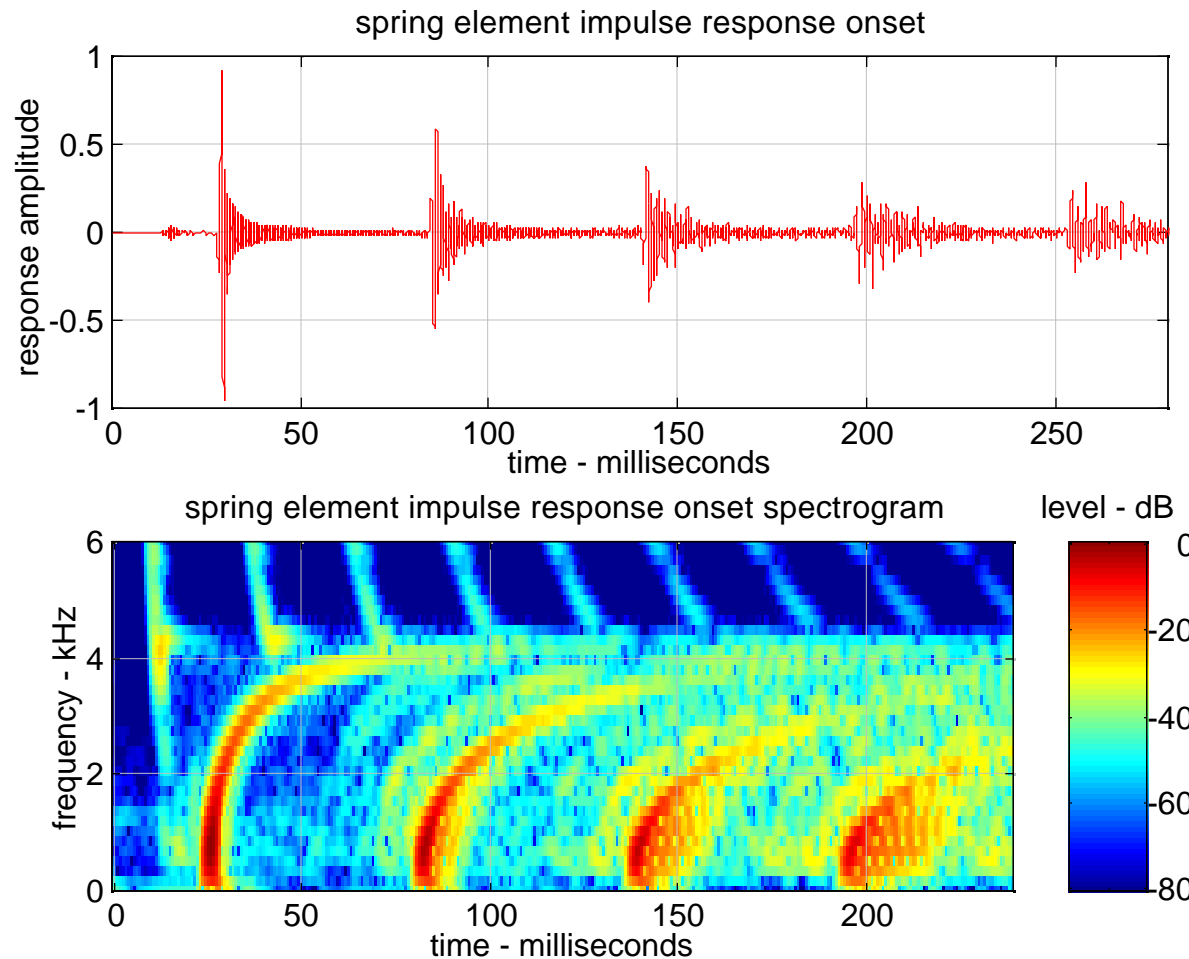 spring element impulse response onset
response amplitude
1
0.5
0
-0.5
-1
0 50 100 150 200 250
time - milliseconds
spring element impulse response onset spectrogram
level - dB
frequency - kHz
6
4
2
0
0 50 100 150 200
time - milliseconds
0
-20
-40
-60
-80